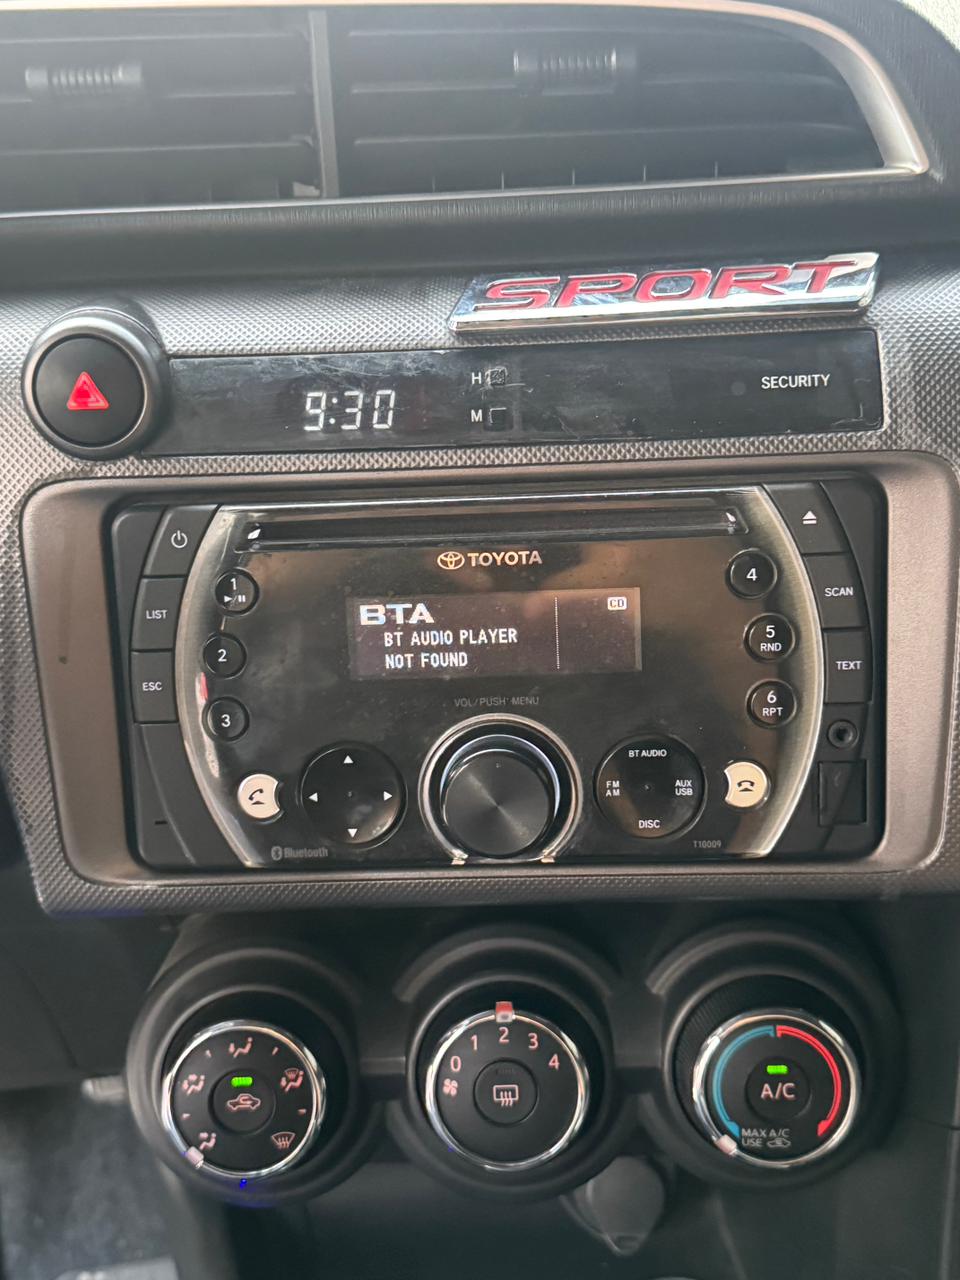 SPORT
9:30
H
M
SECURITY
TOYOTA
1
LIST
2
ESC
3
BTA
CD
BT AUDIO PLAYER
NOT FOUND
4
SCAN
5
RND
TEXT
6
RPT
VOL/PUSH MENU
BT AUDIO
FM
AM
AUX
USB
DISC
Bluetooth
T10009
0 1 2 3 4
A/C
MAX A/C
USE